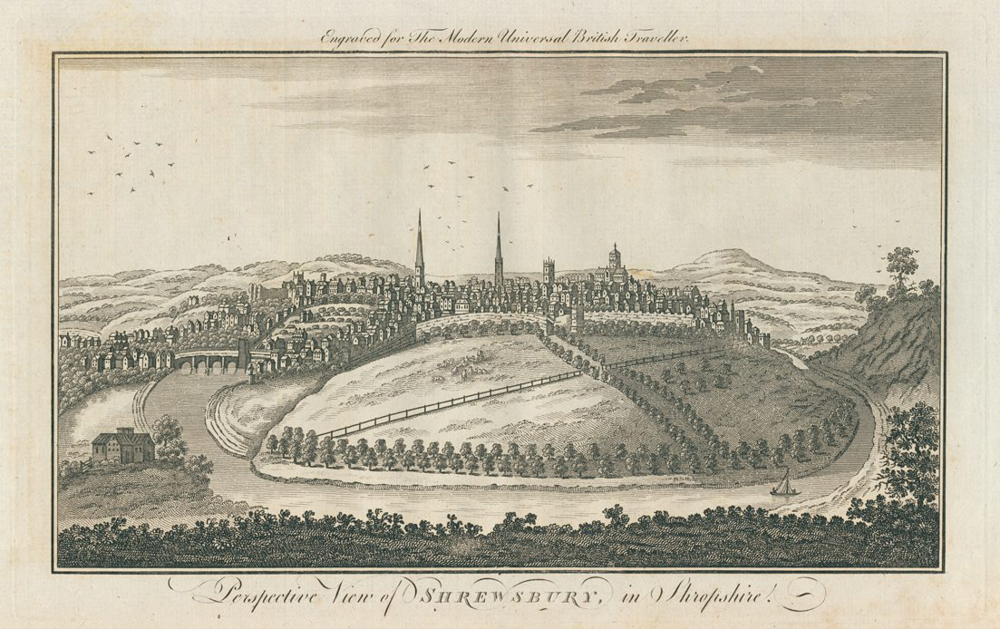 Engraved for The Modern Universal British Traveller.
Perspective View of SHREWSBURY, in Shropshire.